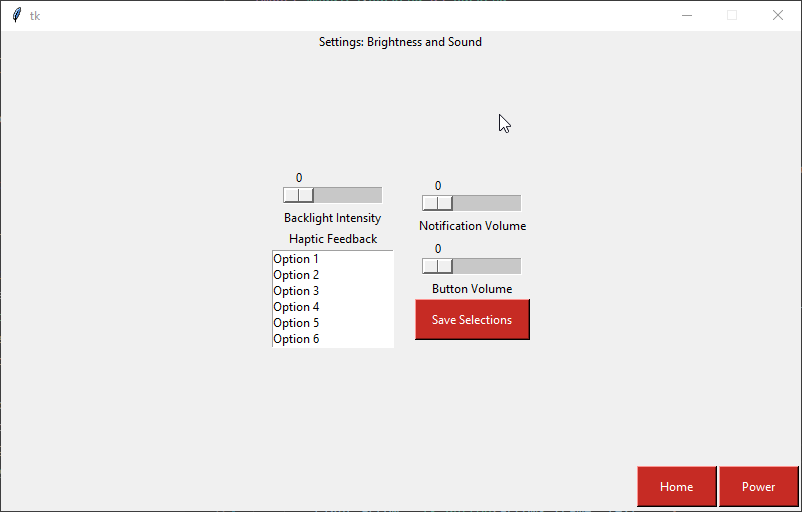 tk
Settings: Brightness and Sound
0
Backlight Intensity
Haptic Feedback
Option 1
Option 2
Option 3
Option 4
Option 5
Option 6
0
Notification Volume
0
Button Volume
Save Selections
Home
Power